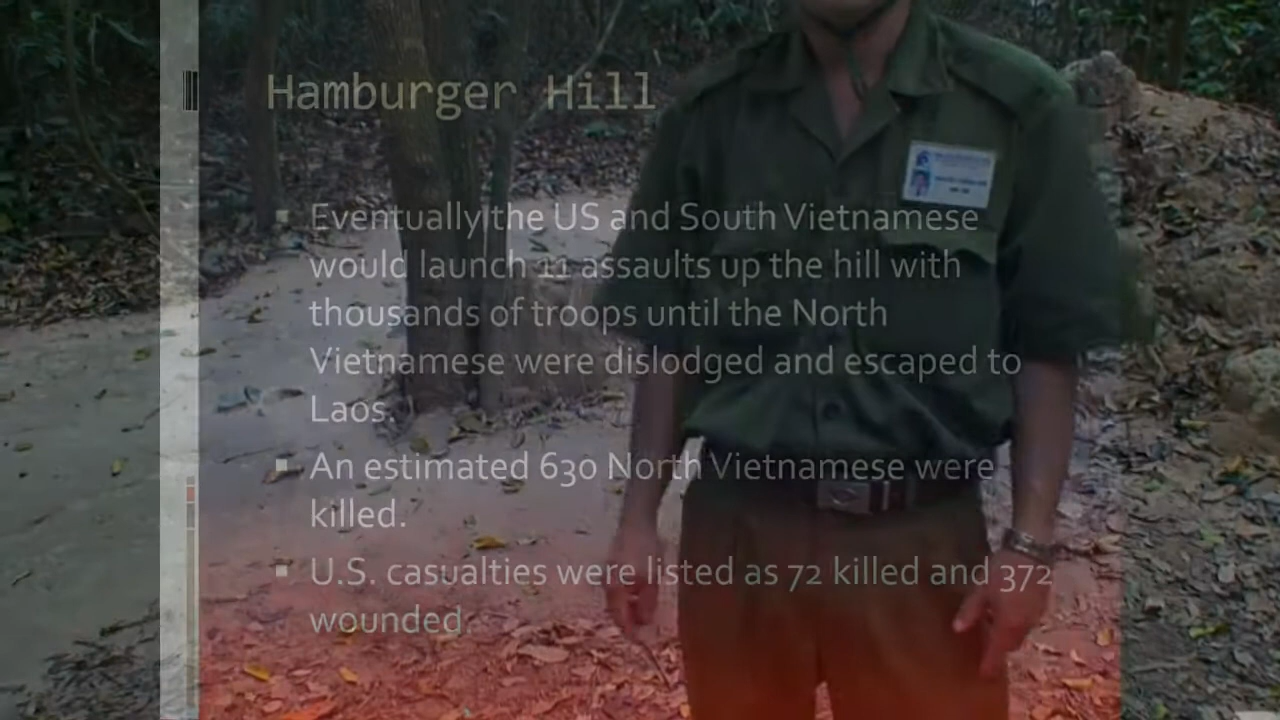 Hamburger Hill
Eventually the US and South Vietnamese
would launch 11 assaults up the hill with
thousands of troops until the North
Vietnamese were dislodged and escaped to
Laos.
An estimated 630 North Vietnamese were
killed.
U.S. casualties were listed as 72 killed and 372
wounded.